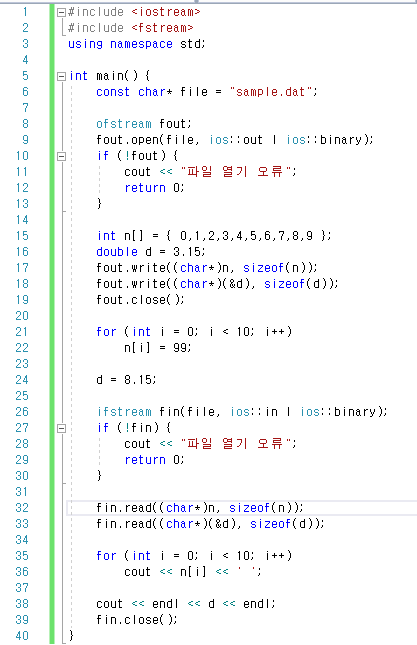 1 #include <iostream>
2 #include <fstream>
3 using namespace std;
4
5 int main() {
6 const char* file = "sample.dat";
7
8 ofstream fout;
9 fout.open(file, ios::out | ios::binary);
10 if (!fout) {
11 cout << "파일 열기 오류";
12 return 0;
13 }
14
15 int n[] = { 0,1,2,3,4,5,6,7,8,9 };
16 double d = 3.15;
17 fout.write((char*)n, sizeof(n));
18 fout.write((char*)(&d), sizeof(d));
19 fout.close();
20
21 for (int i = 0; i < 10; i++)
22 n[i] = 99;
23
24 d = 8.15;
25
26 ifstream fin(file, ios::in | ios::binary);
27 if (!fin) {
28 cout << "파일 열기 오류";
29 return 0;
30 }
31
32 fin.read((char*)n, sizeof(n));
33 fin.read((char*)(&d), sizeof(d));
34
35 for (int i = 0; i < 10; i++)
36 cout << n[i] << ' ';
37
38 cout << endl << d << endl;
39 fin.close();
40 }